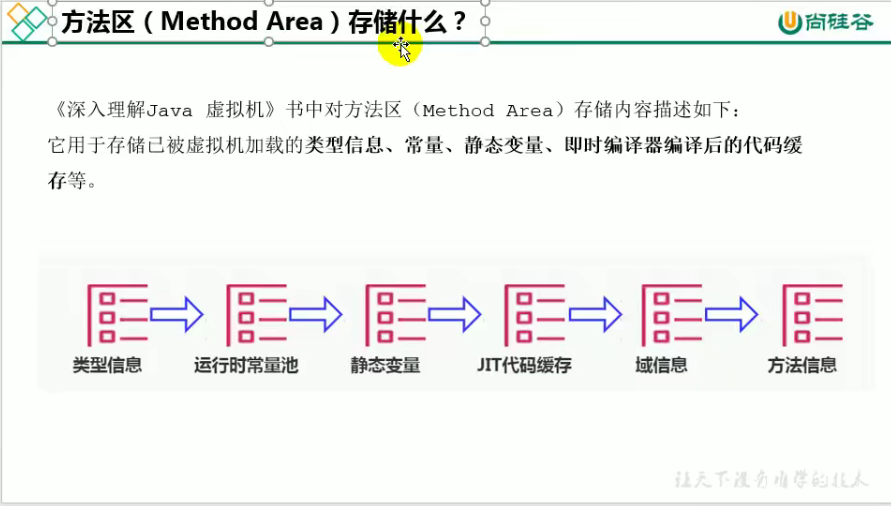 方法区（Method Area）存储什么？
尚硅谷
《深入理解Java 虚拟机》书中对方法区（Method Area）存储内容描述如下：
它用于存储已被虚拟机加载的类型信息、常量、静态变量、即时编译器编译后的代码缓
存等。
类型信息
运行时常量池
静态变量
JIT代码缓存
域信息
方法信息
让天下没有难学的技术